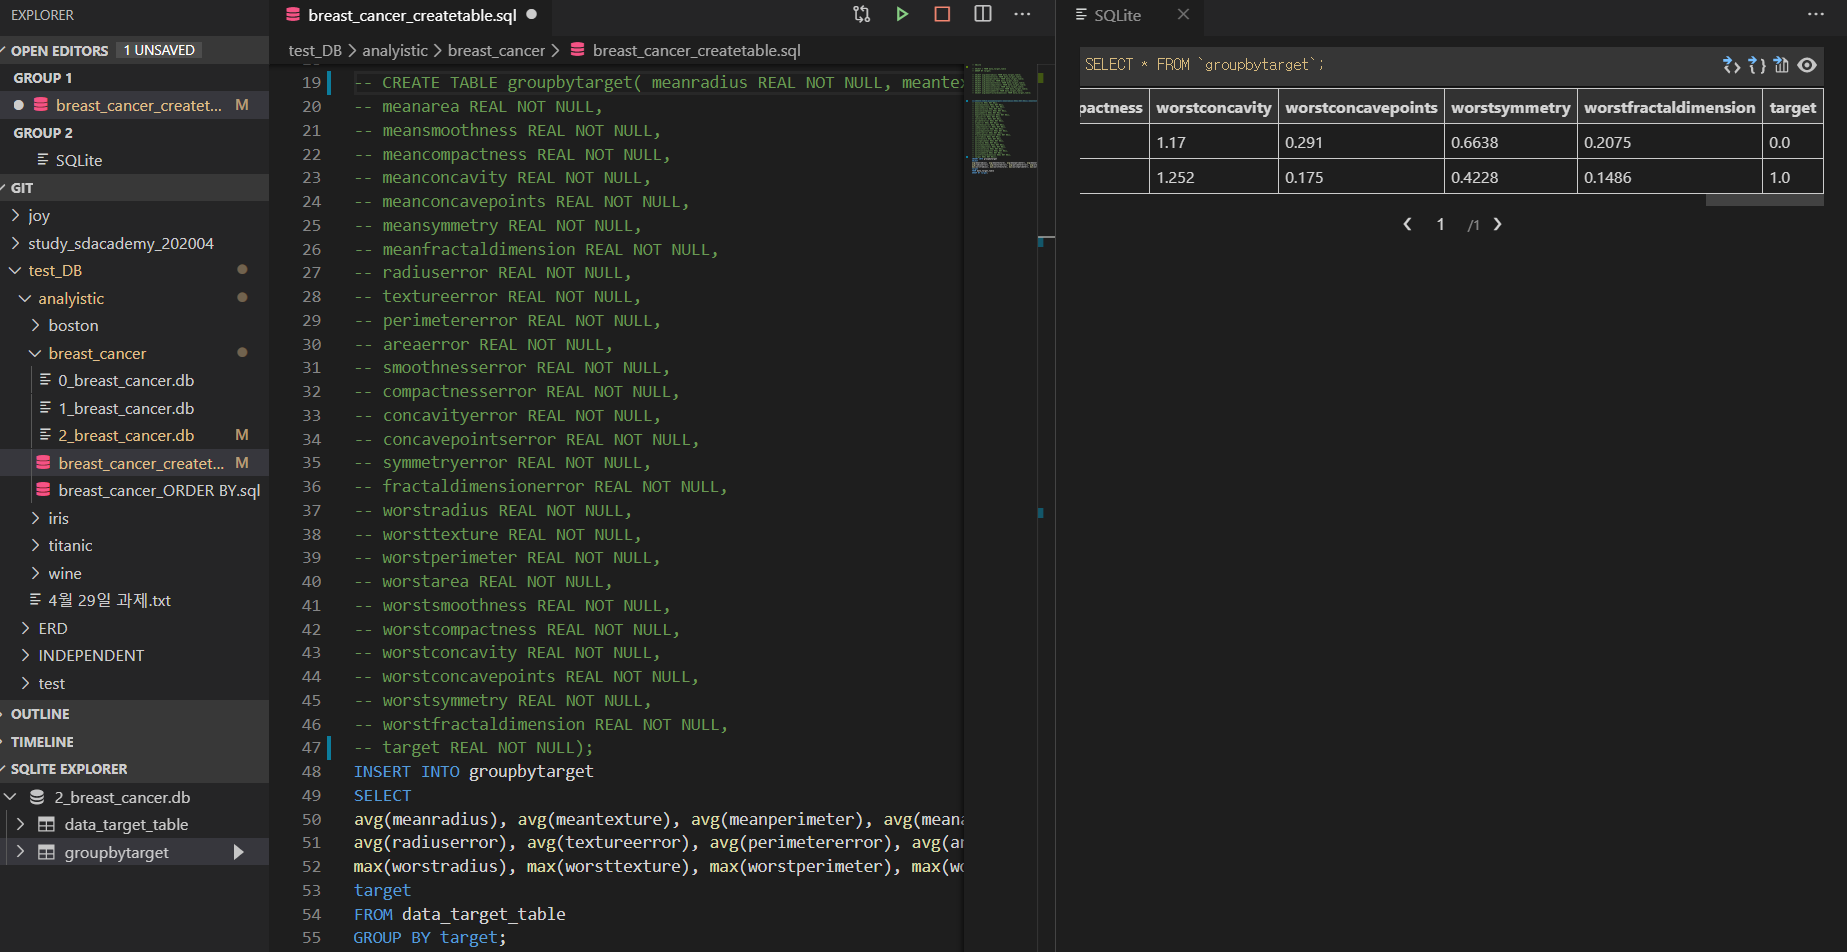 EXPLORER
OPEN EDITORS 1 UNSAVED
GROUP 1
breast_cancer_createt... M
GROUP 2
SQLite
GIT
joy
study_sdacademy_202004
test_DB
analyistic
boston
breast_cancer
0_breast_cancer.db
1_breast_cancer.db
2_breast_cancer.db M
breast_cancer_createt... M
breast_cancer_ORDER BY.sql
iris
titanic
wine
4월 29일 과제.txt
ERD
INDEPENDENT
test
OUTLINE
TIMELINE
SQLITE EXPLORER
2_breast_cancer.db
data_target_table
groupbytarget
breast_cancer_createtable.sql
test_DB > analyistic > breast_cancer > breast_cancer_createtable.sql
19 -- CREATE TABLE groupbytarget( meanradius REAL NOT NULL, meantex
20 -- meanarea REAL NOT NULL,
21 -- meansmoothness REAL NOT NULL,
22 -- meancompactness REAL NOT NULL,
23 -- meanconcavity REAL NOT NULL,
24 -- meanconcavepoints REAL NOT NULL,
25 -- meansymmetry REAL NOT NULL,
26 -- meanfractaldimension REAL NOT NULL,
27 -- radiuserror REAL NOT NULL,
28 -- textureerror REAL NOT NULL,
29 -- perimetererror REAL NOT NULL,
30 -- areaerror REAL NOT NULL,
31 -- smoothnesserror REAL NOT NULL,
32 -- compactnesserror REAL NOT NULL,
33 -- concavityerror REAL NOT NULL,
34 -- concavepointserror REAL NOT NULL,
35 -- symmetryerror REAL NOT NULL,
36 -- fractaldimensionerror REAL NOT NULL,
37 -- worstradius REAL NOT NULL,
38 -- worsttexture REAL NOT NULL,
39 -- worstperimeter REAL NOT NULL,
40 -- worstarea REAL NOT NULL,
41 -- worstsmoothness REAL NOT NULL,
42 -- worstcompactness REAL NOT NULL,
43 -- worstconcavity REAL NOT NULL,
44 -- worstconcavepoints REAL NOT NULL,
45 -- worstsymmetry REAL NOT NULL,
46 -- worstfractaldimension REAL NOT NULL,
47 -- target REAL NOT NULL);
48 INSERT INTO groupbytarget
49 SELECT
50 avg(meanradius), avg(meantexture), avg(meanperimeter), avg(meana
51 avg(radiuserror), avg(textureerror), avg(perimetererror), avg(ar
52 max(worstradius), max(worsttexture), max(worstperimeter), max(wo
53 target
54 FROM data_target_table
55 GROUP BY target;
SQLite
SELECT * FROM `groupbytarget`;
pactness worstconcavity worstconcavepoints worstsymmetry worstfractaldimension target
1.17 0.291 0.6638 0.2075 0.0
1.252 0.175 0.4228 0.1486 1.0
1 /1